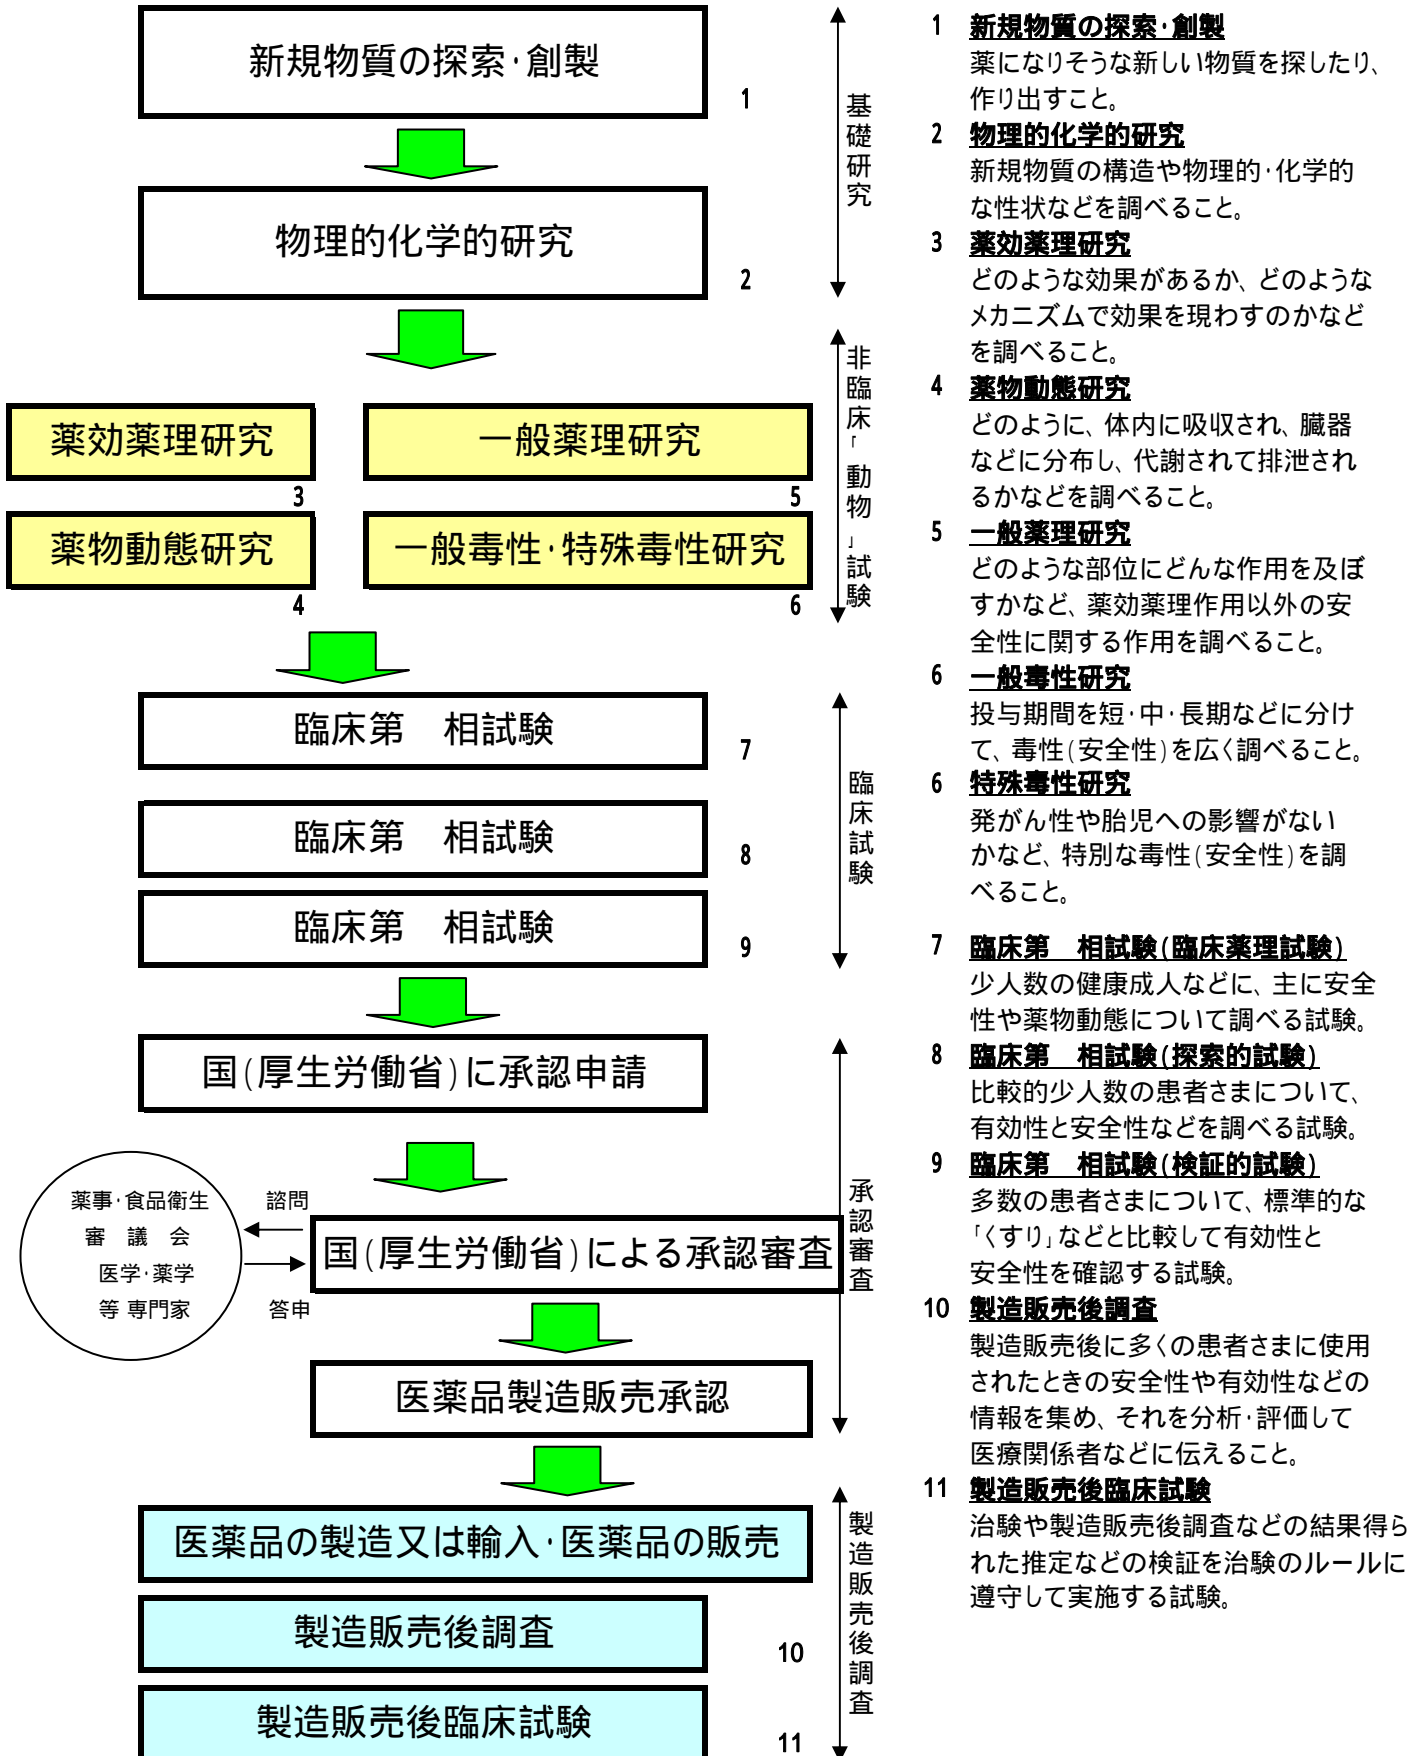 新規物質の探索･創製
1
物理的化学的研究
2
基礎研究
薬効薬理研究
3
一般薬理研究
5
薬物動態研究
4
一般毒性･特殊毒性研究
6
非臨床「動物」試験
臨床第　相試験
7
臨床第　相試験
8
臨床第　相試験
9
臨床試験
国(厚生労働省)に承認申請
薬事･食品衛生
審　議　会
医学･薬学
等 専門家
諮問
答申
国(厚生労働省)による承認審査
医薬品製造販売承認
承認審査
医薬品の製造又は輸入･医薬品の販売
製造販売後調査
10
製造販売後臨床試験
11
製造販売後調査
1 新規物質の探索･創製
薬になりそうな新しい物質を探したり、
作り出すこと。
2 物理的化学的研究
新規物質の構造や物理的･化学的
な性状などを調べること。
3 薬効薬理研究
どのような効果があるか、どのような
メカニズムで効果を現わすのかなど
を調べること。
4 薬物動態研究
どのように、体内に吸収され、臓器
などに分布し、代謝されて排泄され
るかなどを調べること。
5 一般薬理研究
どのような部位にどんな作用を及ぼ
すかなど、薬効薬理作用以外の安
全性に関する作用を調べること。
6 一般毒性研究
投与期間を短･中･長期などに分け
て、毒性(安全性)を広く調べること。
6 特殊毒性研究
発がん性や胎児への影響がない
かなど、特別な毒性(安全性)を調
べること。
7 臨床第　相試験(臨床薬理試験)
少人数の健康成人などに、主に安全
性や薬物動態について調べる試験。
8 臨床第　相試験(探索的試験)
比較的少人数の患者さまについて、
有効性と安全性などを調べる試験。
9 臨床第　相試験(検証的試験)
多数の患者さまについて、標準的な
「くすり」などと比較して有効性と
安全性を確認する試験。
10 製造販売後調査
製造販売後に多くの患者さまに使用
されたときの安全性や有効性などの
情報を集め、それを分析･評価して
医療関係者などに伝えること。
11 製造販売後臨床試験
治験や製造販売後調査などの結果得ら
れた推定などの検証を治験のルールに
遵守して実施する試験。